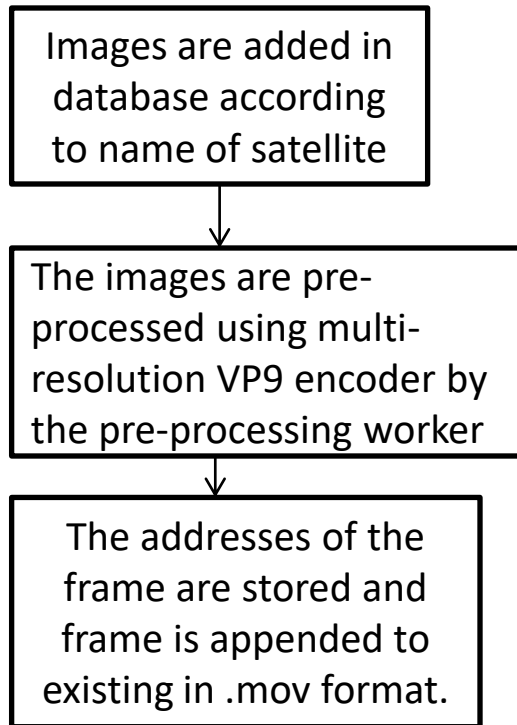 Images are added in
database according
to name of satellite
The images are pre-
processed using multi-
resolution VP9 encoder by
the pre-processing worker
The addresses of the
frame are stored and
frame is appended to
existing in .mov format.